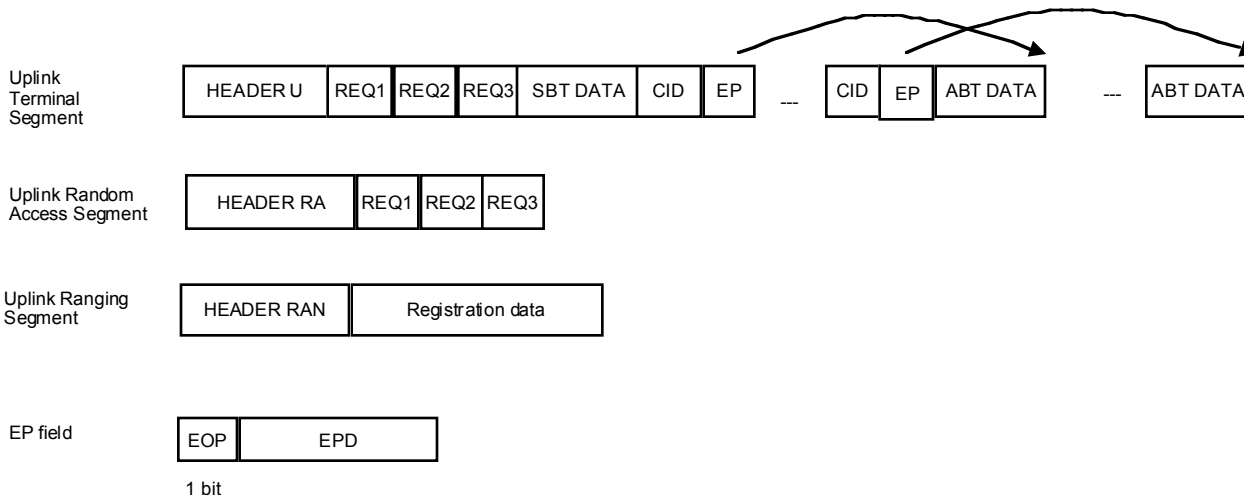 Uplink
Terminal
Segment
HEADER U REQ1 REQ2 REQ3 SBT DATA CID EP --- CID EP ABT DATA --- ABT DATA
Uplink Random
Access Segment
HEADER RA REQ1 REQ2 REQ3
Uplink Ranging
Segment
HEADER RAN Registration data
EP field
EOP EPD
1 bit